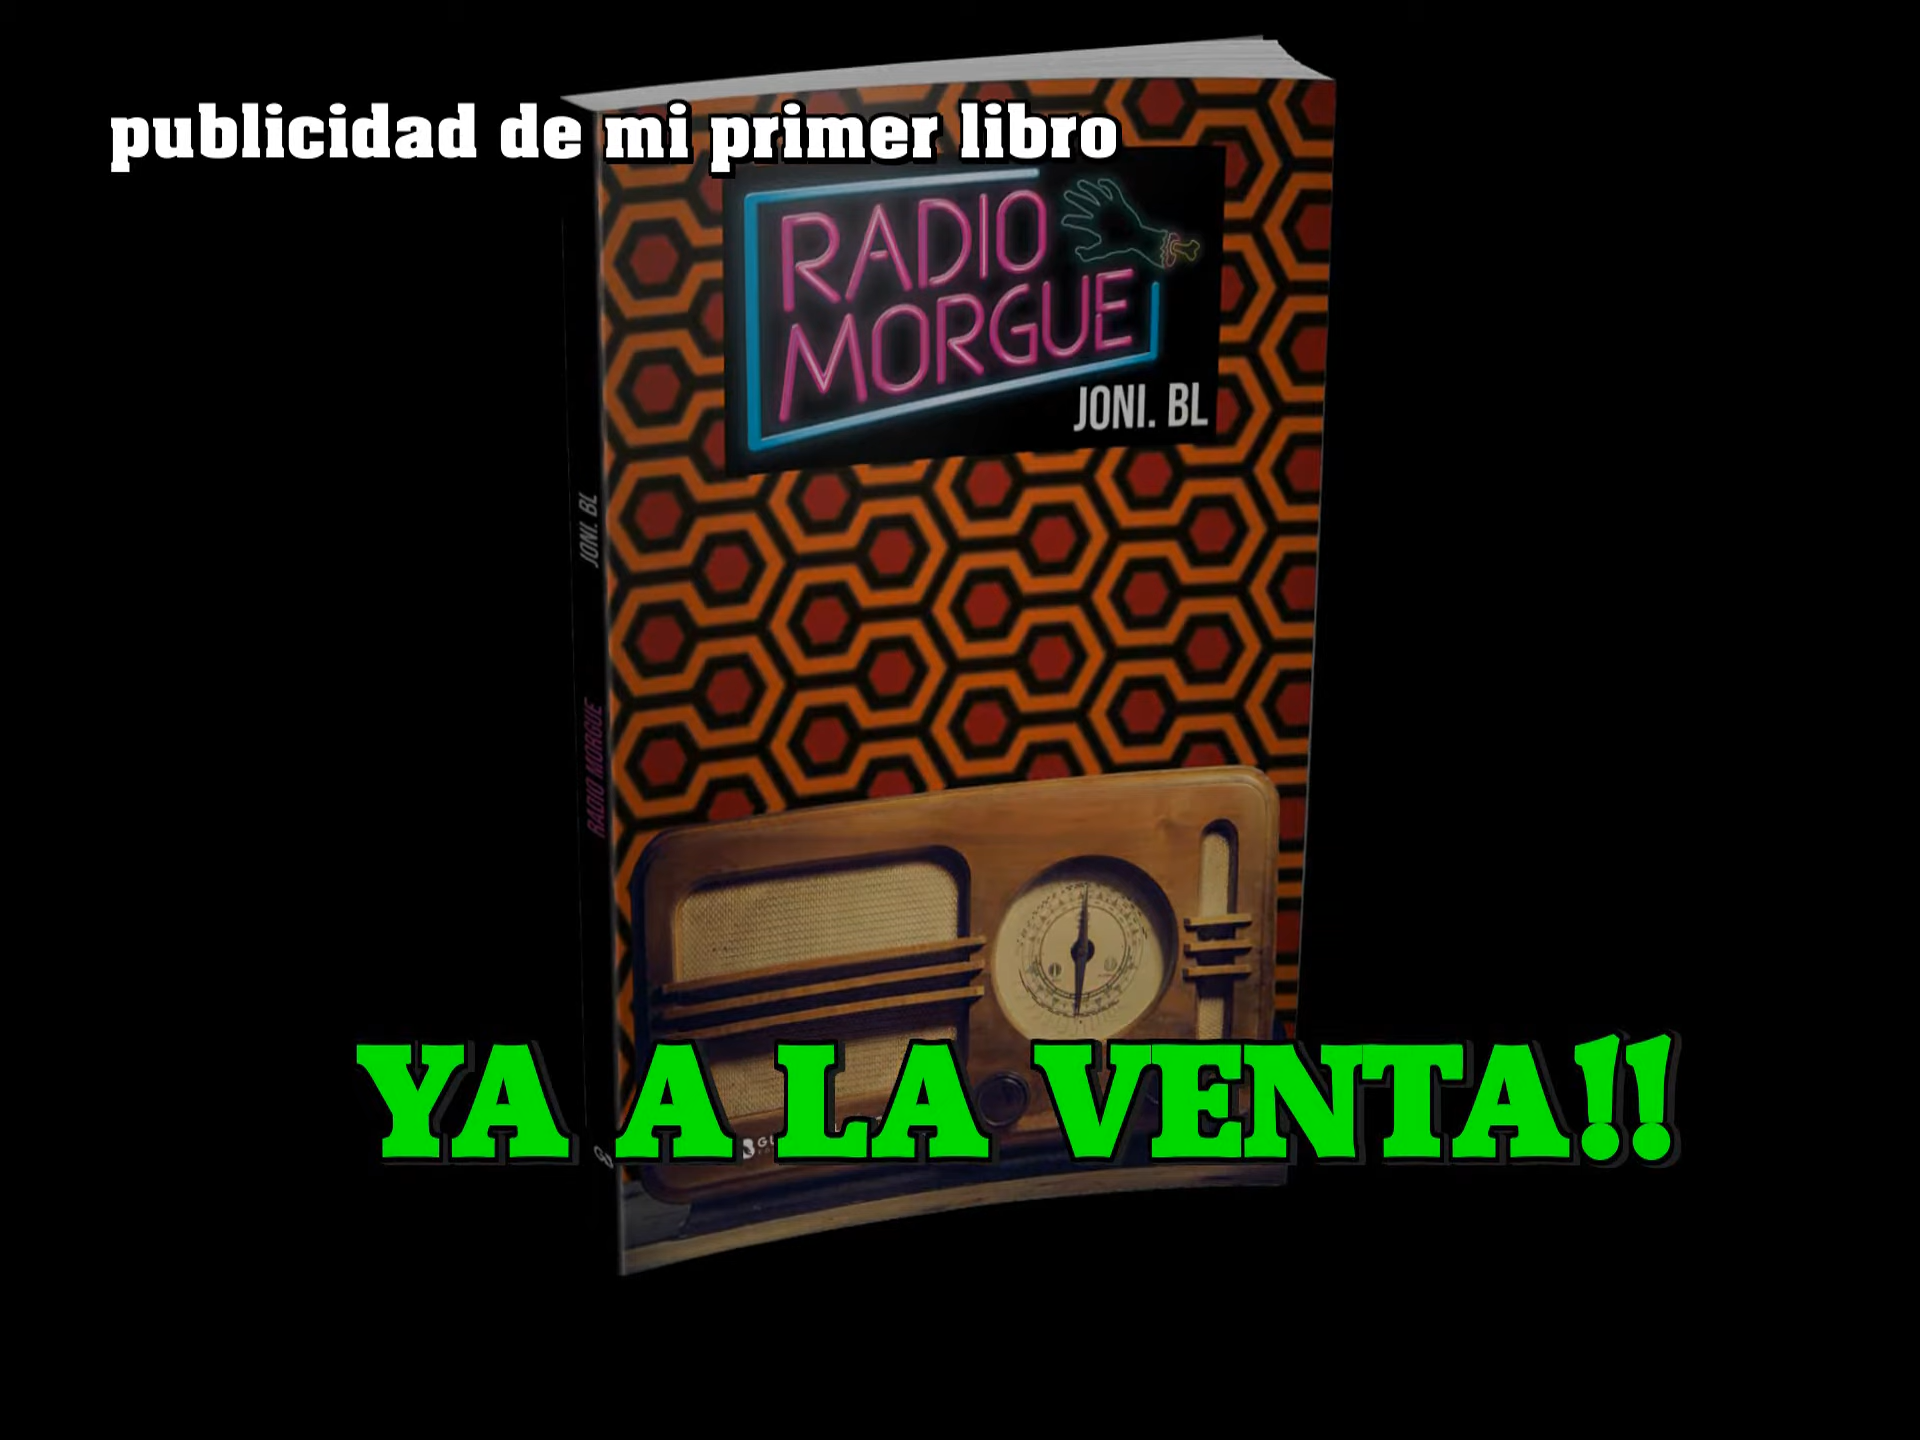 publicidad de mi primer libro
RADIO
MORGUE
JONI. BL
JONI. BL
RADIO MORGUE
YA A LA VENTA!!